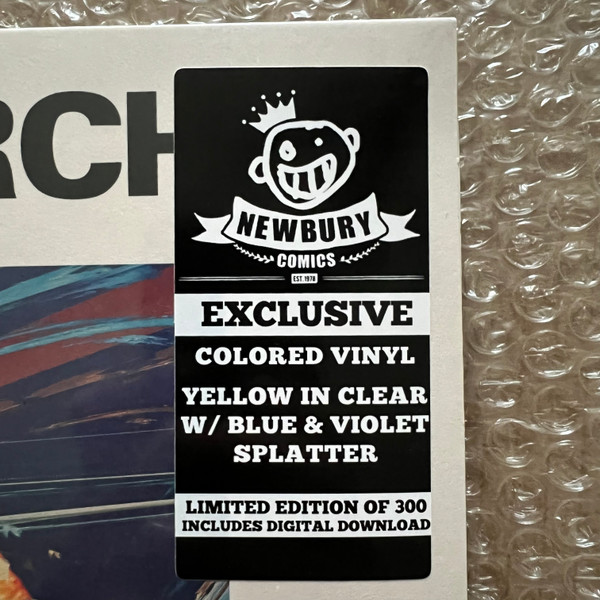 RCH
NEWBURY
COMICS
EST. 1978
EXCLUSIVE
COLORED VINYL
YELLOW IN CLEAR
W/ BLUE & VIOLET
SPLATTER
LIMITED EDITION OF 300
INCLUDES DIGITAL DOWNLOAD